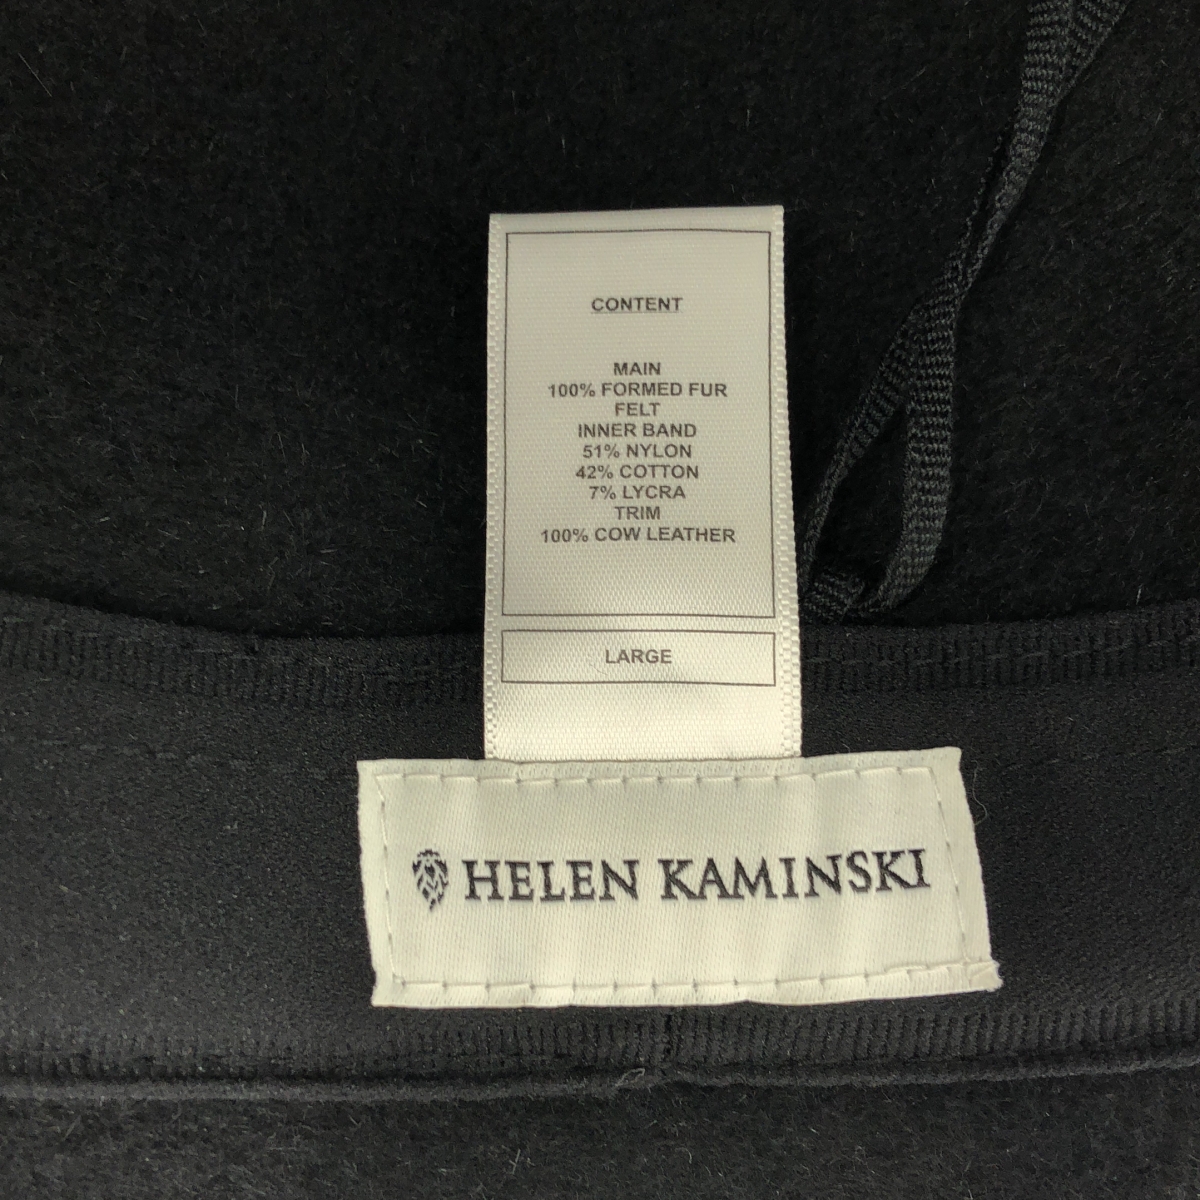 CONTENT
MAIN
100% FORMED FUR
FELT
INNER BAND
51% NYLON
42% COTTON
7% LYCRA
TRIM
100% COW LEATHER
LARGE
HELEN KAMINSKI